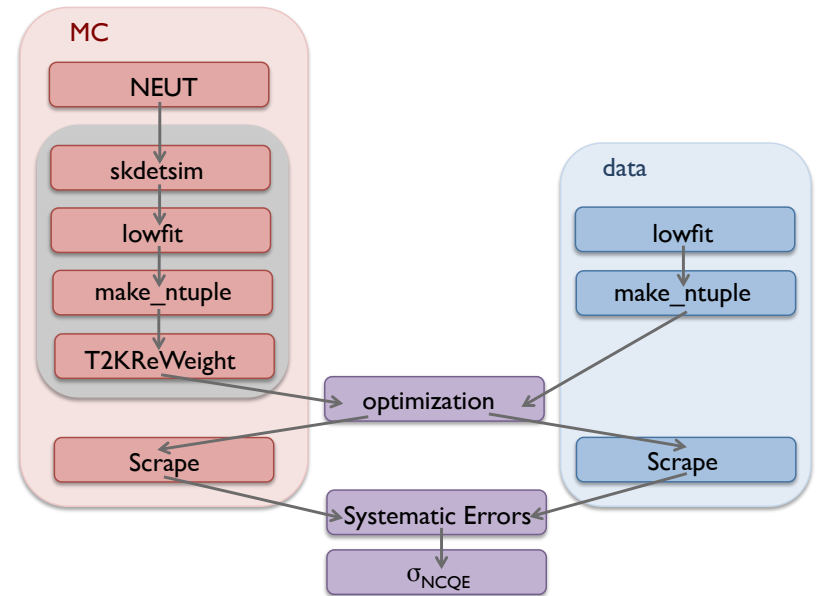 MC
NEUT
skdetsim
lowfit
make_ntuple
T2KReWeight
Scrape
data
lowfit
make_ntuple
Scrape
optimization
Systematic Errors
σNCQE